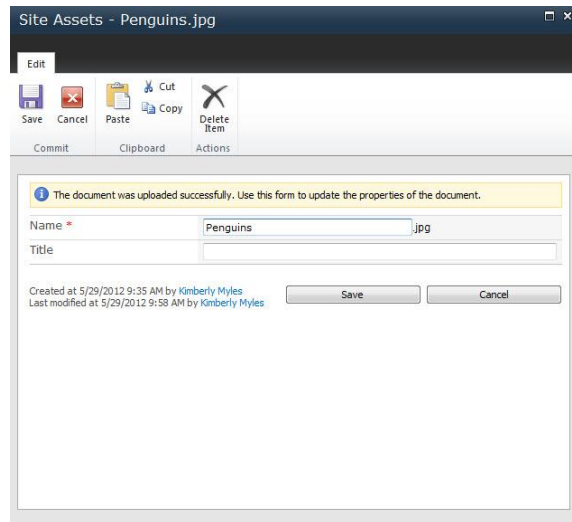 Site Assets - Penguins.jpg
Edit
Save
Cancel
Paste
Cut
Copy
Delete
Item
Commit
Clipboard
Actions
The document was uploaded successfully. Use this form to update the properties of the document.
Name *
Penguins .jpg
Title
Created at 5/29/2012 9:35 AM by Kimberly Myles
Last modified at 5/29/2012 9:58 AM by Kimberly Myles
Save
Cancel